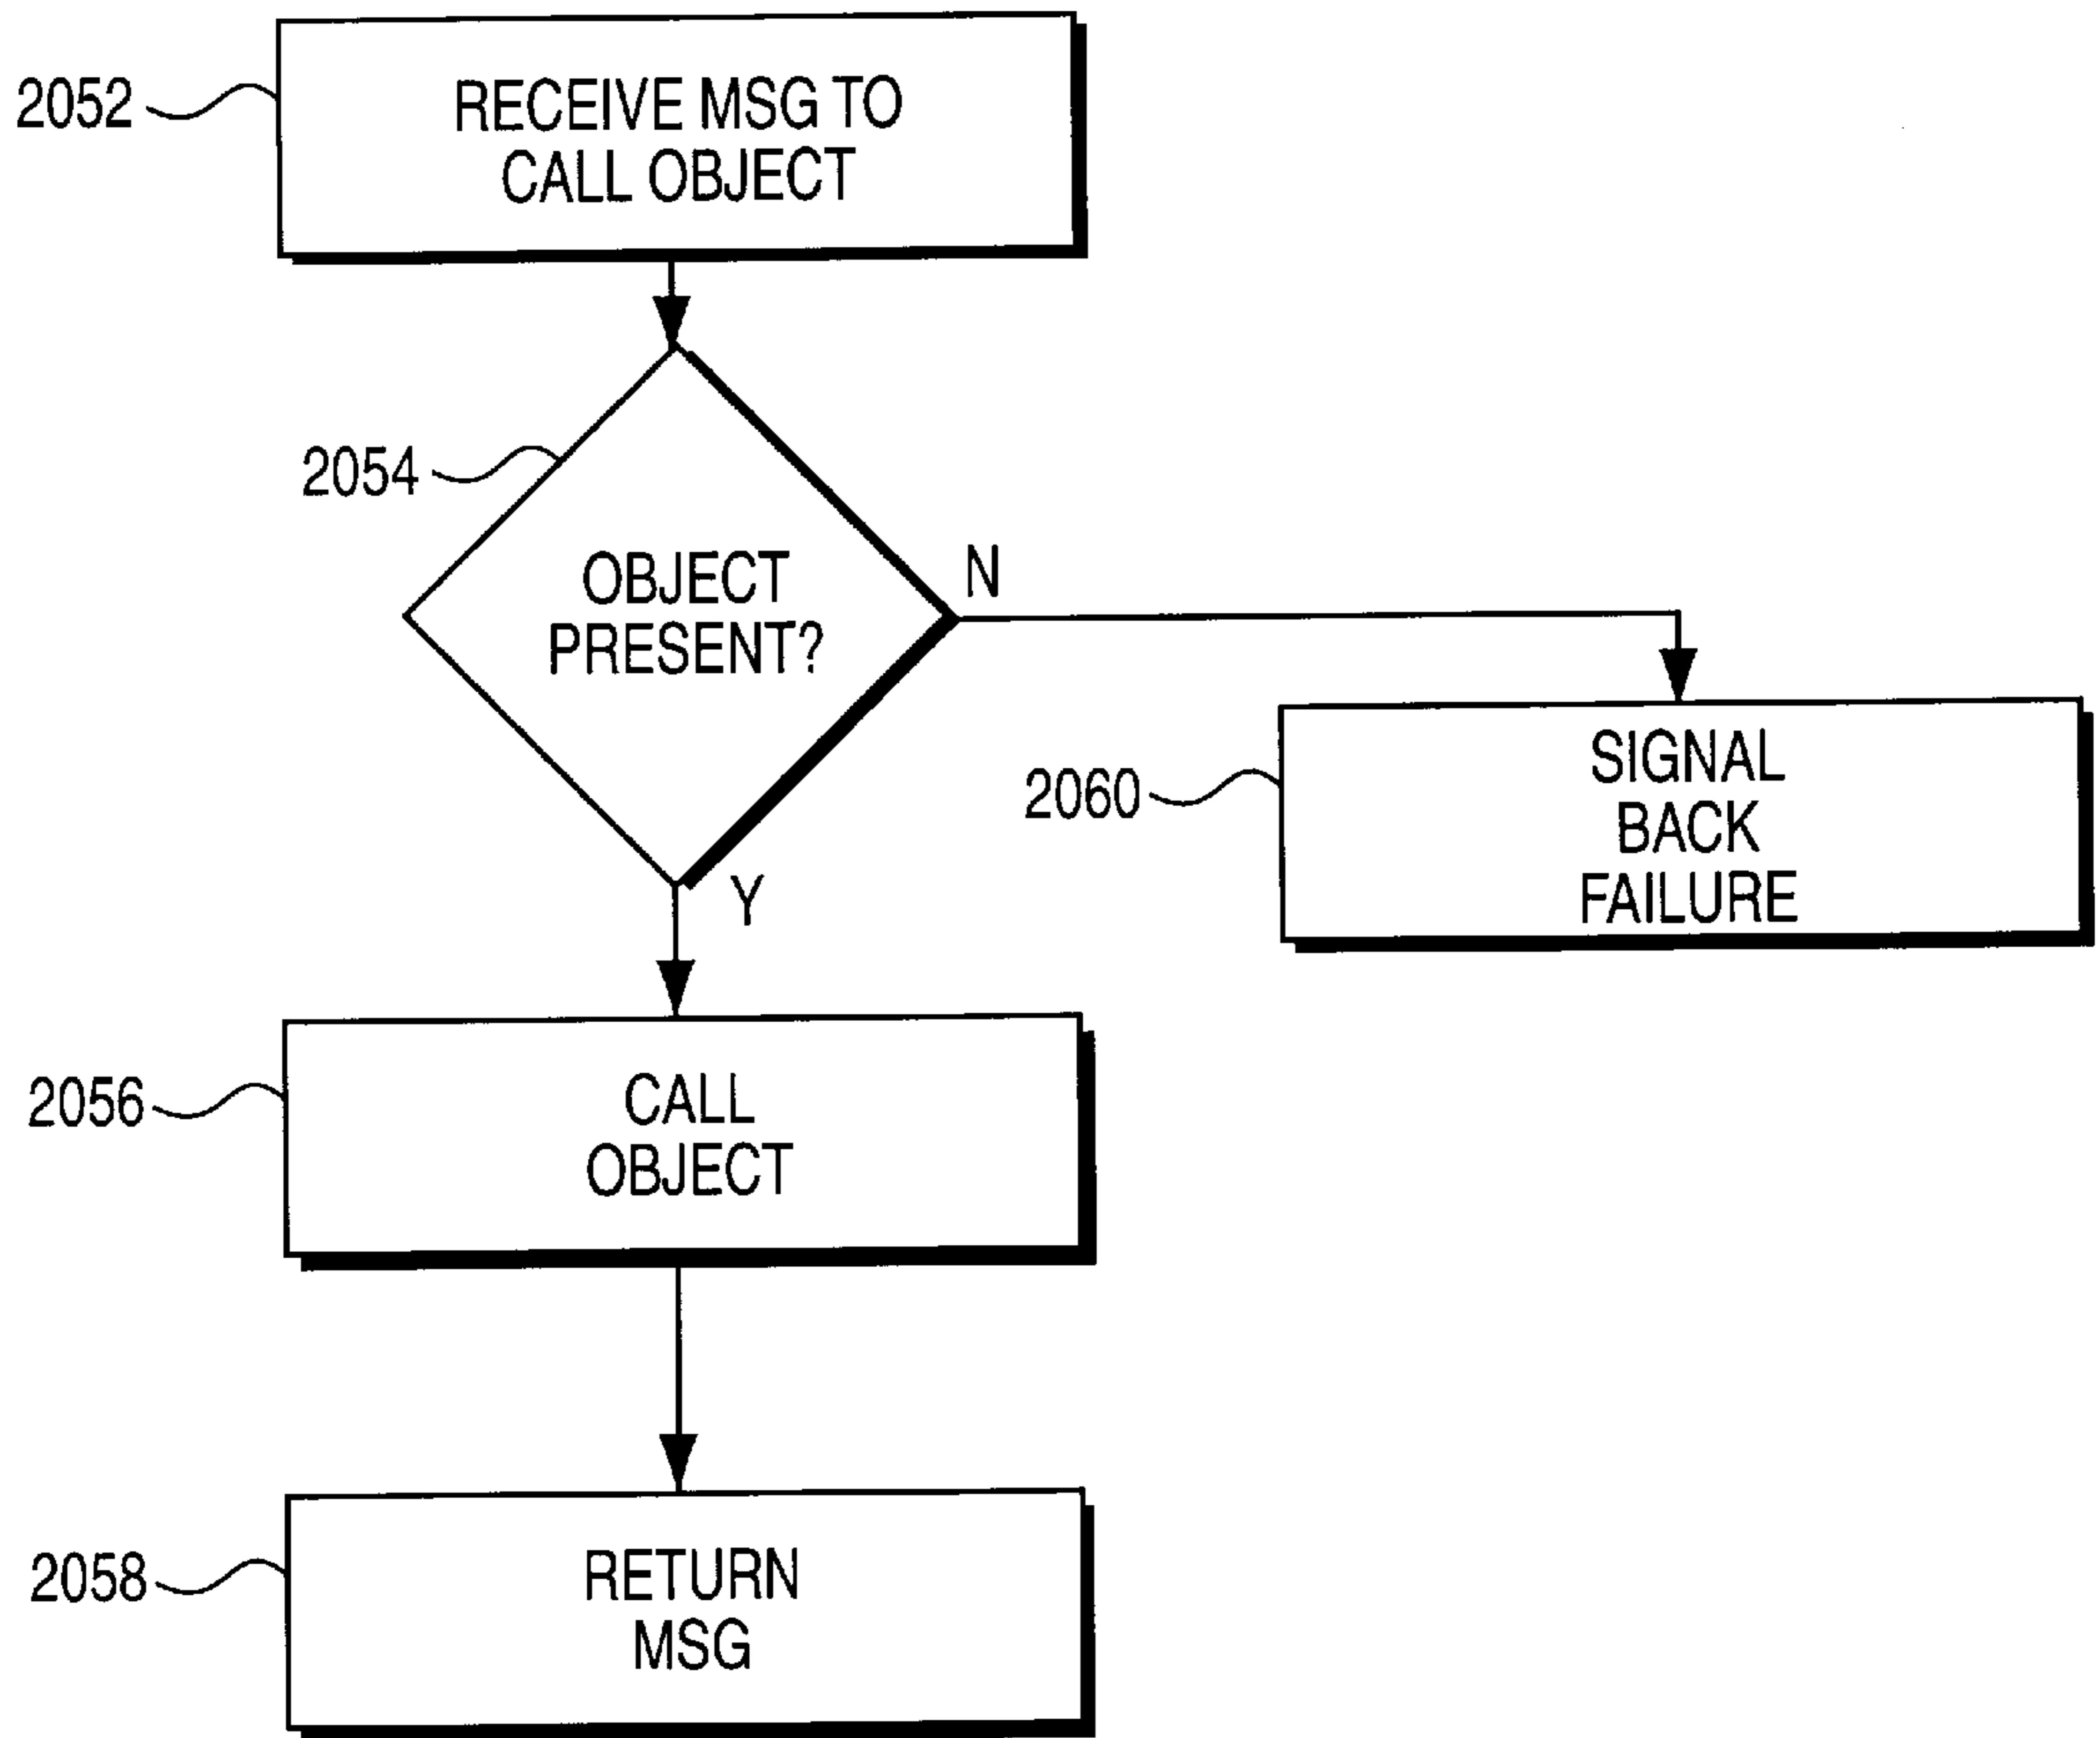 2052
RECEIVE MSG TO
CALL OBJECT
2054
OBJECT
PRESENT?
N
Y
2060
SIGNAL
BACK
FAILURE
2056
CALL
OBJECT
2058
RETURN
MSG